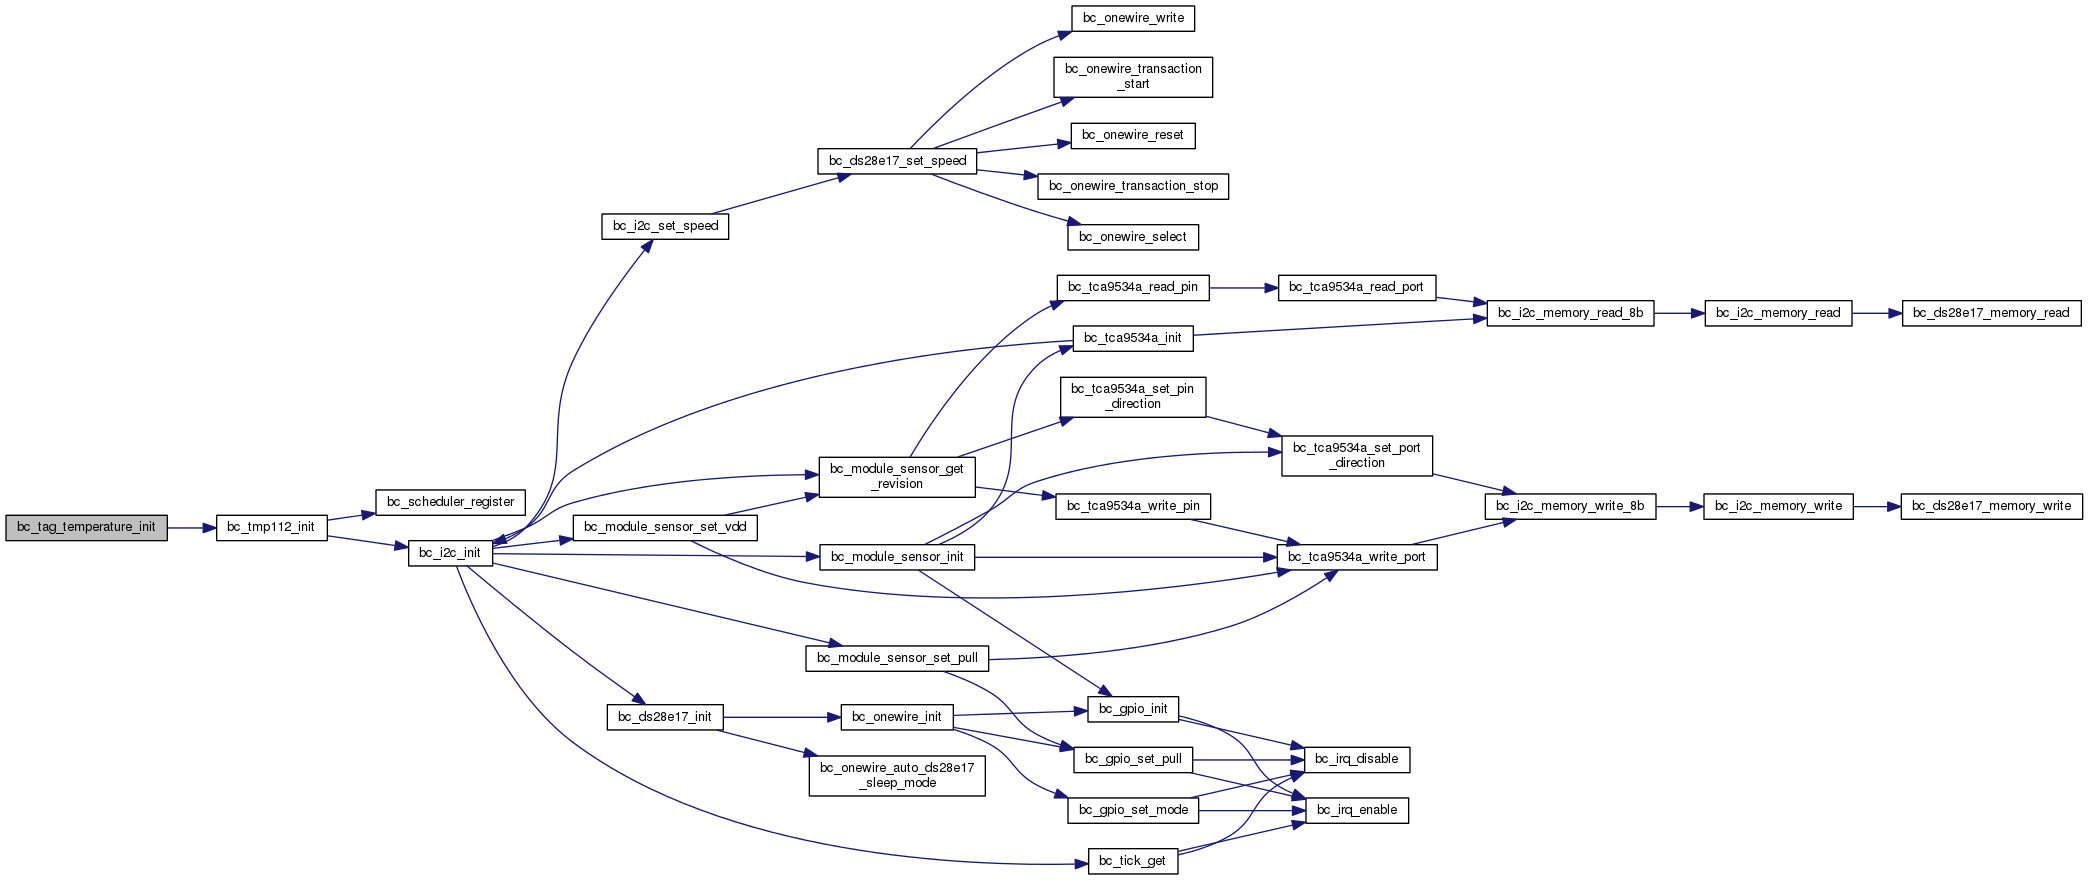 bc_onewire_write
bc_onewire_transaction
_start
bc_onewire_reset
bc_ds28e17_set_speed
bc_onewire_transaction_stop
bc_i2c_set_speed
bc_onewire_select
bc_tca9534a_read_pin
bc_tca9534a_read_port
bc_i2c_memory_read_8b
bc_i2c_memory_read
bc_ds28e17_memory_read
bc_tca9534a_init
bc_tca9534a_set_pin
_direction
bc_tca9534a_set_port
_direction
bc_module_sensor_get
_revision
bc_scheduler_register
bc_tca9534a_write_pin
bc_i2c_memory_write_8b
bc_i2c_memory_write
bc_ds28e17_memory_write
bc_tag_temperature_init
bc_tmp112_init
bc_module_sensor_set_vdd
bc_i2c_init
bc_module_sensor_init
bc_tca9534a_write_port
bc_module_sensor_set_pull
bc_ds28e17_init
bc_onewire_init
bc_gpio_init
bc_gpio_set_pull
bc_irq_disable
bc_onewire_auto_ds28e17
_sleep_mode
bc_gpio_set_mode
bc_irq_enable
bc_tick_get